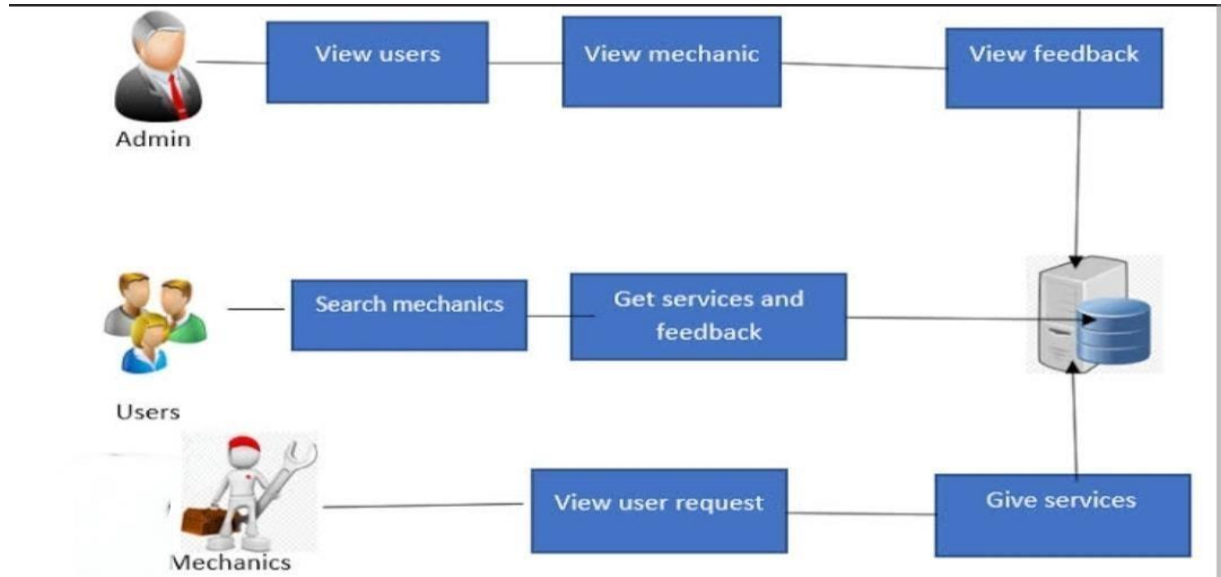 View users
View mechanic
View feedback
Admin
Search mechanics
Get services and
feedback
Users
View user request
Give services
Mechanics